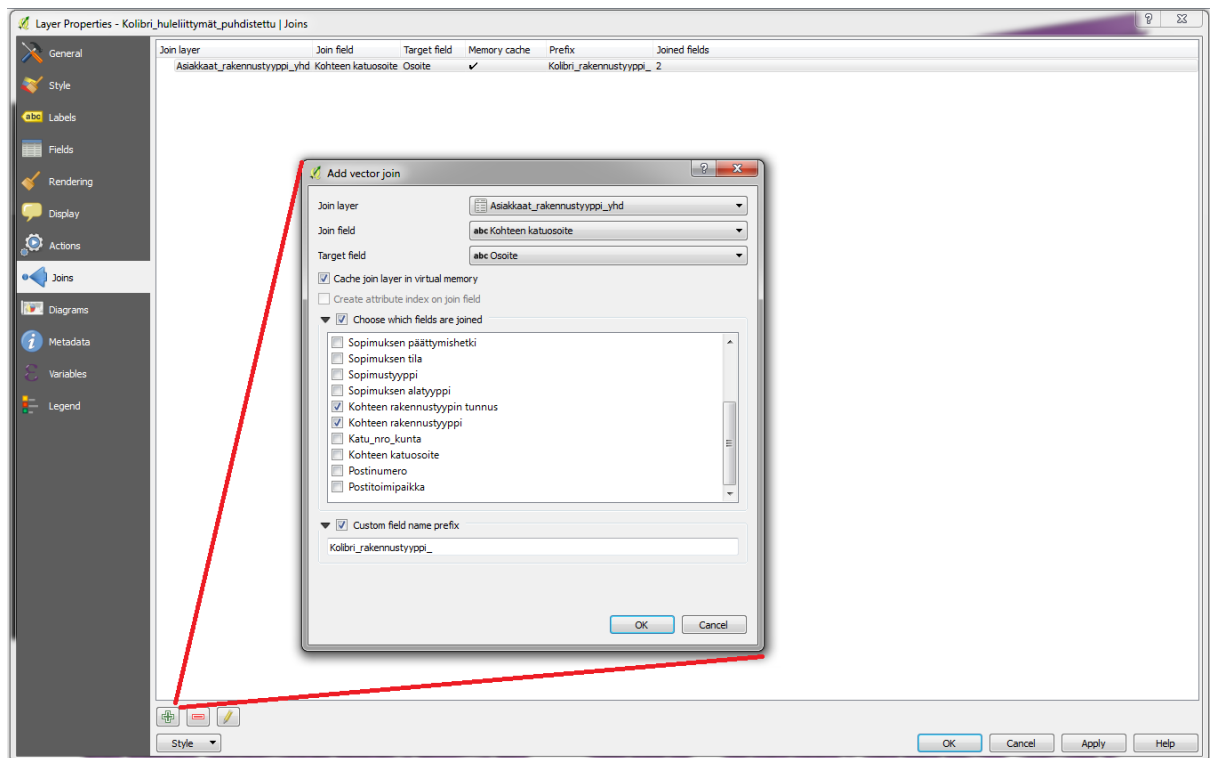 Layer Properties - Kolibri_huleliittymät_puhdistettu | Joins
General
Style
Labels
Fields
Rendering
Display
Actions
Joins
Diagrams
Metadata
Variables
Legend
Join layer Join field Target field Memory cache Prefix Joined fields
Asiakkaat_rakennustyyppi_yhd Kohteen katuosoite Osoite ✔ Kolibri_rakennustyyppi_ 2
Add vector join
Join layer Asiakkaat_rakennustyyppi_yhd
Join field abc Kohteen katuosoite
Target field abc Osoite
Cache join layer in virtual memory
Create attribute index on join field
Choose which fields are joined
Sopimuksen päättymishetki
Sopimuksen tila
Sopimustyyppi
Sopimuksen alatyyppi
Kohteen rakennustyypin tunnus
Kohteen rakennustyyppi
Katu_nro_kunta
Kohteen katuosoite
Postinumero
Postitoimipaikka
Custom field name prefix
Kolibri_rakennustyyppi_
OK Cancel
Style OK Cancel Apply Help